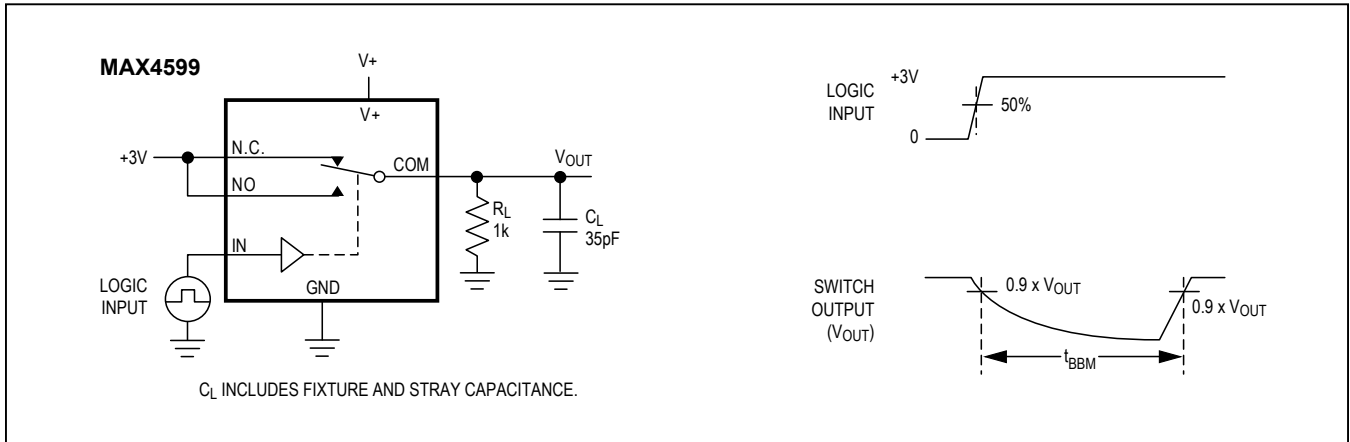 MAX4599
V+
V+
+3V
N.C.
NO
COM
VOUT
RL
1k
CL
35pF
IN
LOGIC
INPUT
GND
CL INCLUDES FIXTURE AND STRAY CAPACITANCE.
LOGIC
INPUT
+3V
50%
0
SWITCH
OUTPUT
(VOUT)
0.9 x VOUT
0.9 x VOUT
tBBM